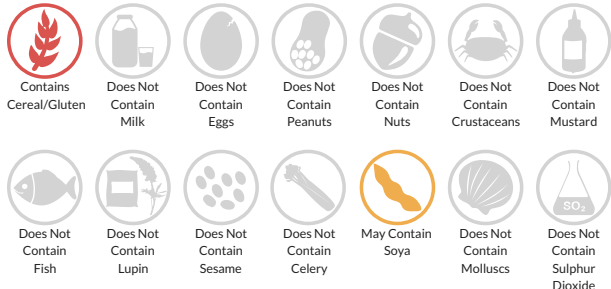 Contains
Cereal/Gluten
Does Not
Contain
Milk
Does Not
Contain
Eggs
Does Not
Contain
Peanuts
Does Not
Contain
Nuts
Does Not
Contain
Crustaceans
Does Not
Contain
Mustard
Does Not
Contain
Fish
Does Not
Contain
Lupin
Does Not
Contain
Sesame
Does Not
Contain
Celery
May Contain
Soya
Does Not
Contain
Molluscs
SO₂
Does Not
Contain
Sulphur
Dioxide